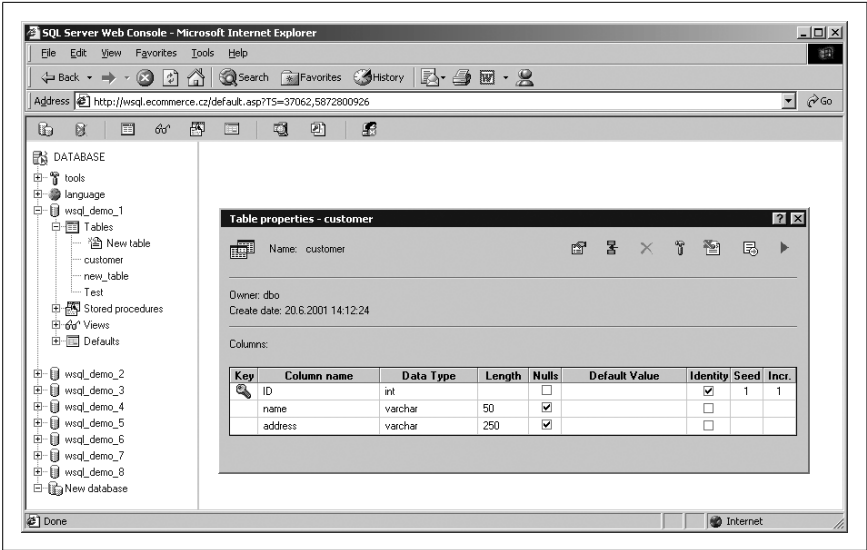 SQL Server Web Console - Microsoft Internet Explorer
File Edit View Favorites Tools Help
Back Search Favorites History
Address http://wsql.ecommerce.cz/default.asp?TS=37062,5872800926 Go
DATABASE
tools
language
wsql_demo_1
Tables
New table
customer
new_table
Test
Stored procedures
Views
Defaults
wsql_demo_2
wsql_demo_3
wsql_demo_4
wsql_demo_5
wsql_demo_6
wsql_demo_7
wsql_demo_8
New database
Table properties - customer
Name: customer
Owner: dbo
Create date: 20.6.2001 14:12:24
Columns:
Key Column name Data Type Length Nulls Default Value Identity Seed Incr.
ID int 1 1
name varchar 50
address varchar 250
Done Internet